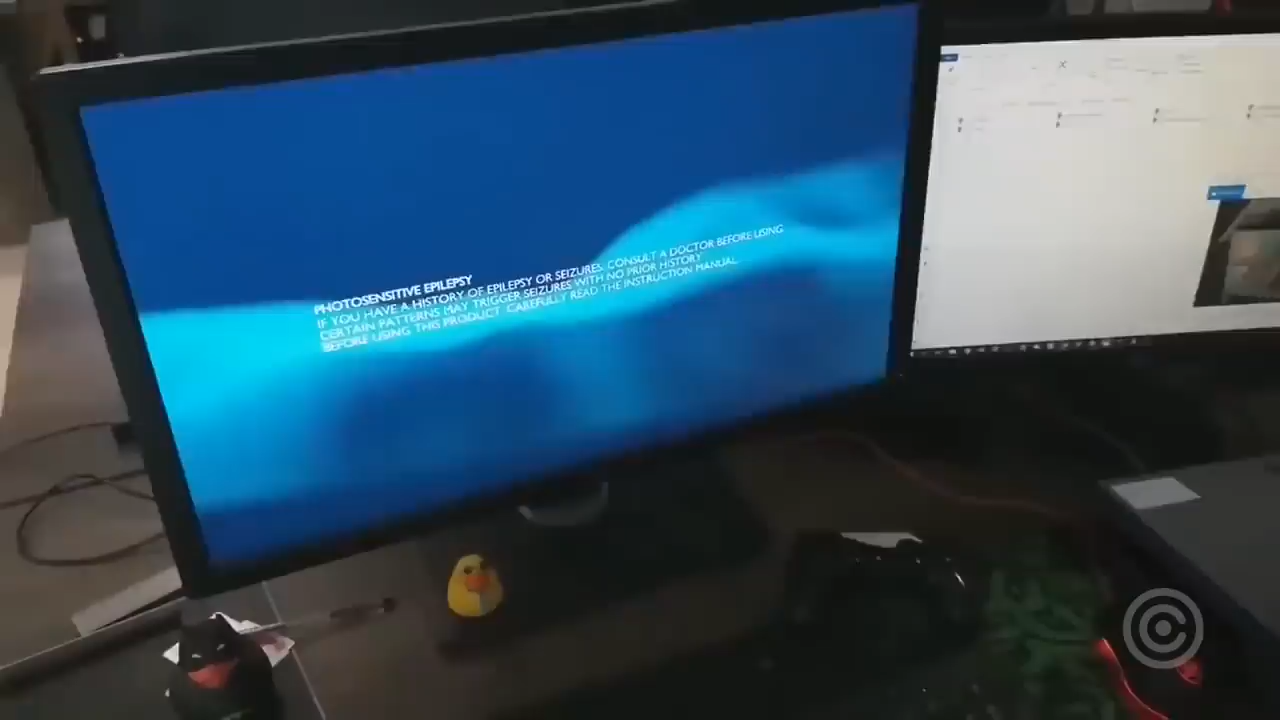 PHOTOSENSITIVE EPILEPSY
IF YOU HAVE A HISTORY OF EPILEPSY OR SEIZURES, CONSULT A DOCTOR BEFORE USING
CERTAIN PATTERNS MAY TRIGGER SEIZURES WITH NO PRIOR HISTORY
BEFORE USING THIS PRODUCT CAREFULLY READ THE INSTRUCTION MANUAL